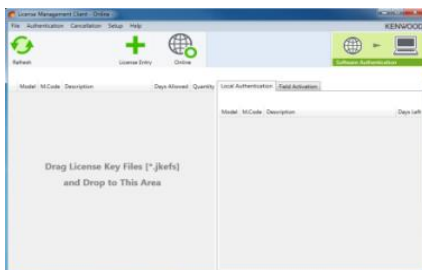 License Management Client - Online
File Authentication Cancellation Setup Help
KENWOOD
Refresh
License Entry
Online
Software Authentication
Model M.Code Description Days Allowed Quantity
Local Authentication Field Activation
Model M.Code Description Days Left
Drag License Key Files (*.jkefs)
and Drop to This Area